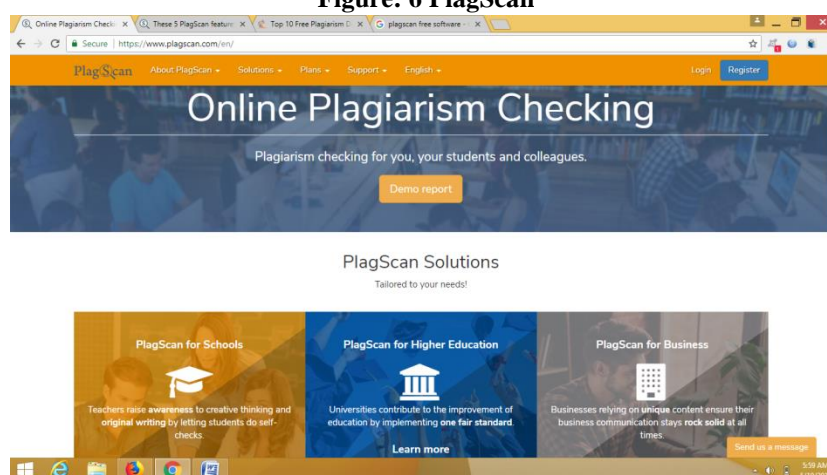 Figure: 6 PlagScan
Online Plagiarism Checki
These 5 PlagScan feature
Top 10 Free Plagiarism D
plagscan free software -
Secure https://www.plagscan.com/en/
PlagScan About PlagScan Solutions Plans Support English Login Register
Online Plagiarism Checking
Plagiarism checking for you, your students and colleagues.
Demo report
PlagScan Solutions
Tailored to your needs!
PlagScan for Schools
Teachers raise awareness to creative thinking and
original writing by letting students do self-
checks.
PlagScan for Higher Education
Universities contribute to the improvement of
education by implementing one fair standard.
Learn more
PlagScan for Business
Businesses relying on unique content ensure their
business communication stays rock solid at all
times.
Send us a message
5:59 AM